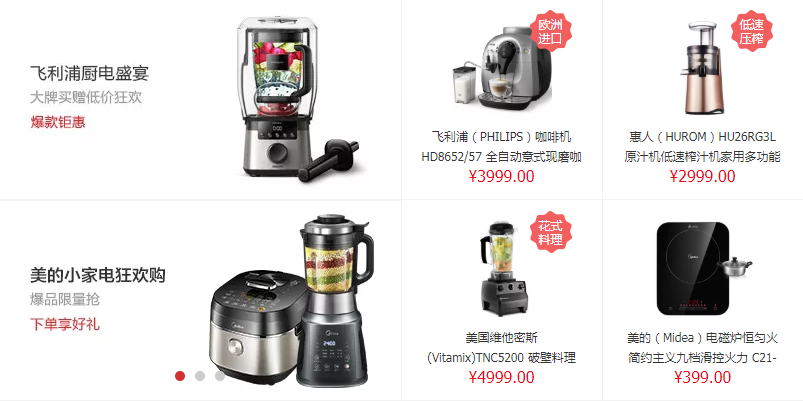 飞利浦厨电盛宴
大牌买赠低价狂欢
爆款钜惠
欧洲
进口
飞利浦（PHILIPS）咖啡机
HD8652/57 全自动意式现磨咖
¥3999.00
低速
压榨
惠人（HUROM）HU26RG3L
原汁机低速榨汁机家用多功能
¥2999.00
美的小家电狂欢购
爆品限量抢
下单享好礼
花式
料理
美国维他密斯
(Vitamix)TNC5200 破壁料理
¥4999.00
美的（Midea）电磁炉恒匀火
简约主义九档滑控火力 C21-
¥399.00